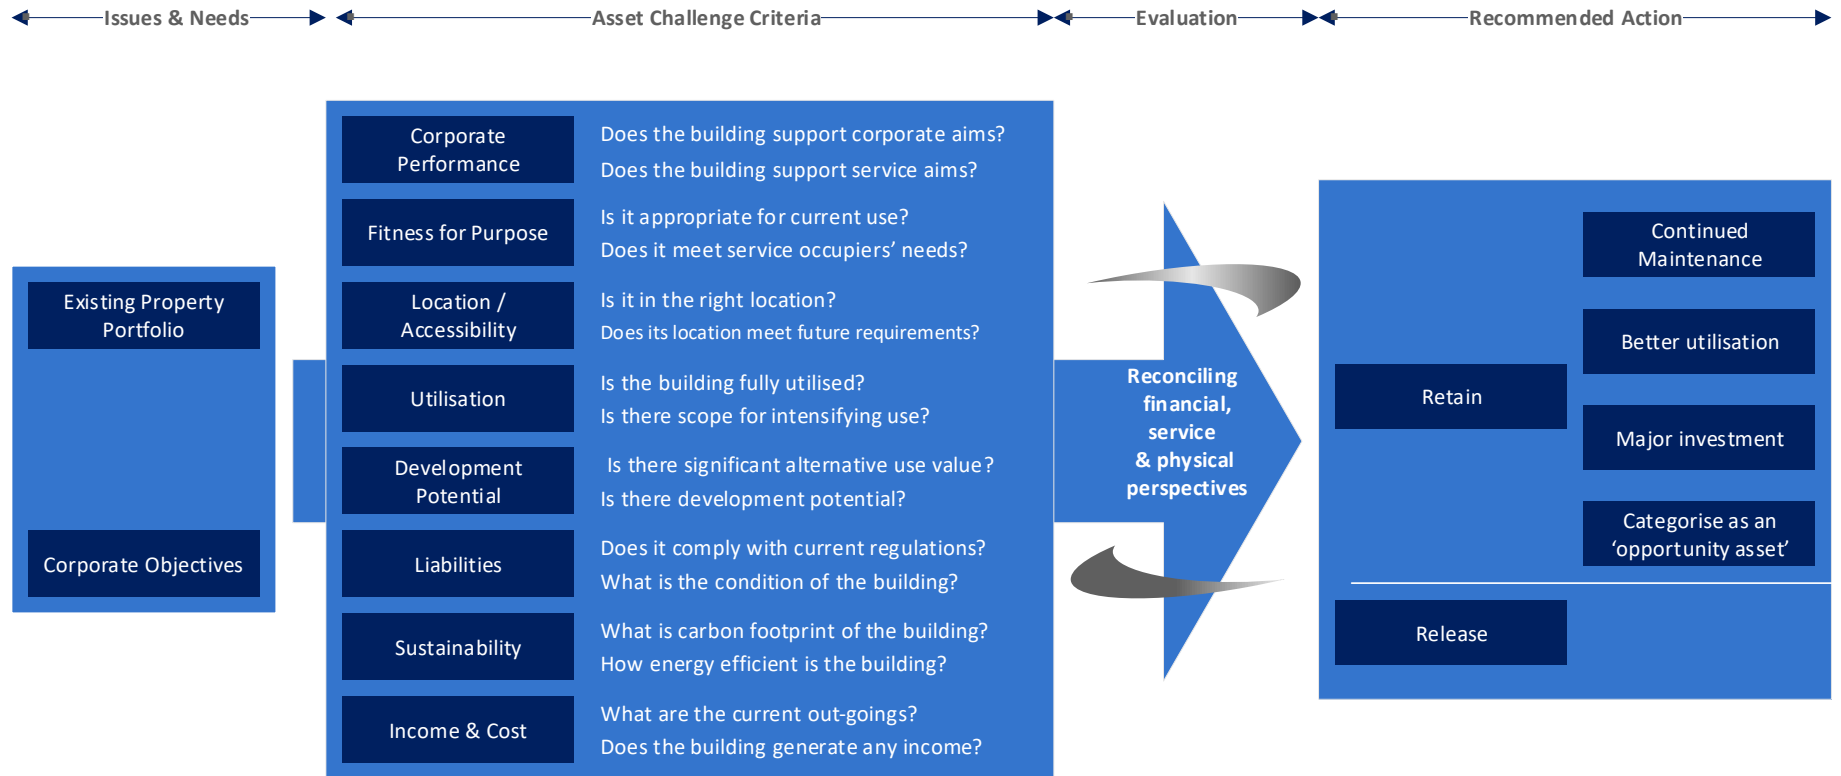 Issues & Needs
Asset Challenge Criteria
Evaluation
Recommended Action
Existing Property
Portfolio
Corporate Objectives
Corporate
Performance
Does the building support corporate aims?
Does the building support service aims?
Fitness for Purpose
Is it appropriate for current use?
Does it meet service occupiers’ needs?
Location /
Accessibility
Is it in the right location?
Does its location meet future requirements?
Utilisation
Is the building fully utilised?
Is there scope for intensifying use?
Development
Potential
Is there significant alternative use value?
Is there development potential?
Liabilities
Does it comply with current regulations?
What is the condition of the building?
Sustainability
What is carbon footprint of the building?
How energy efficient is the building?
Income & Cost
What are the current out-goings?
Does the building generate any income?
Reconciling
financial,
service
& physical
perspectives
Retain
Continued
Maintenance
Better utilisation
Major investment
Categorise as an
‘opportunity asset’
Release